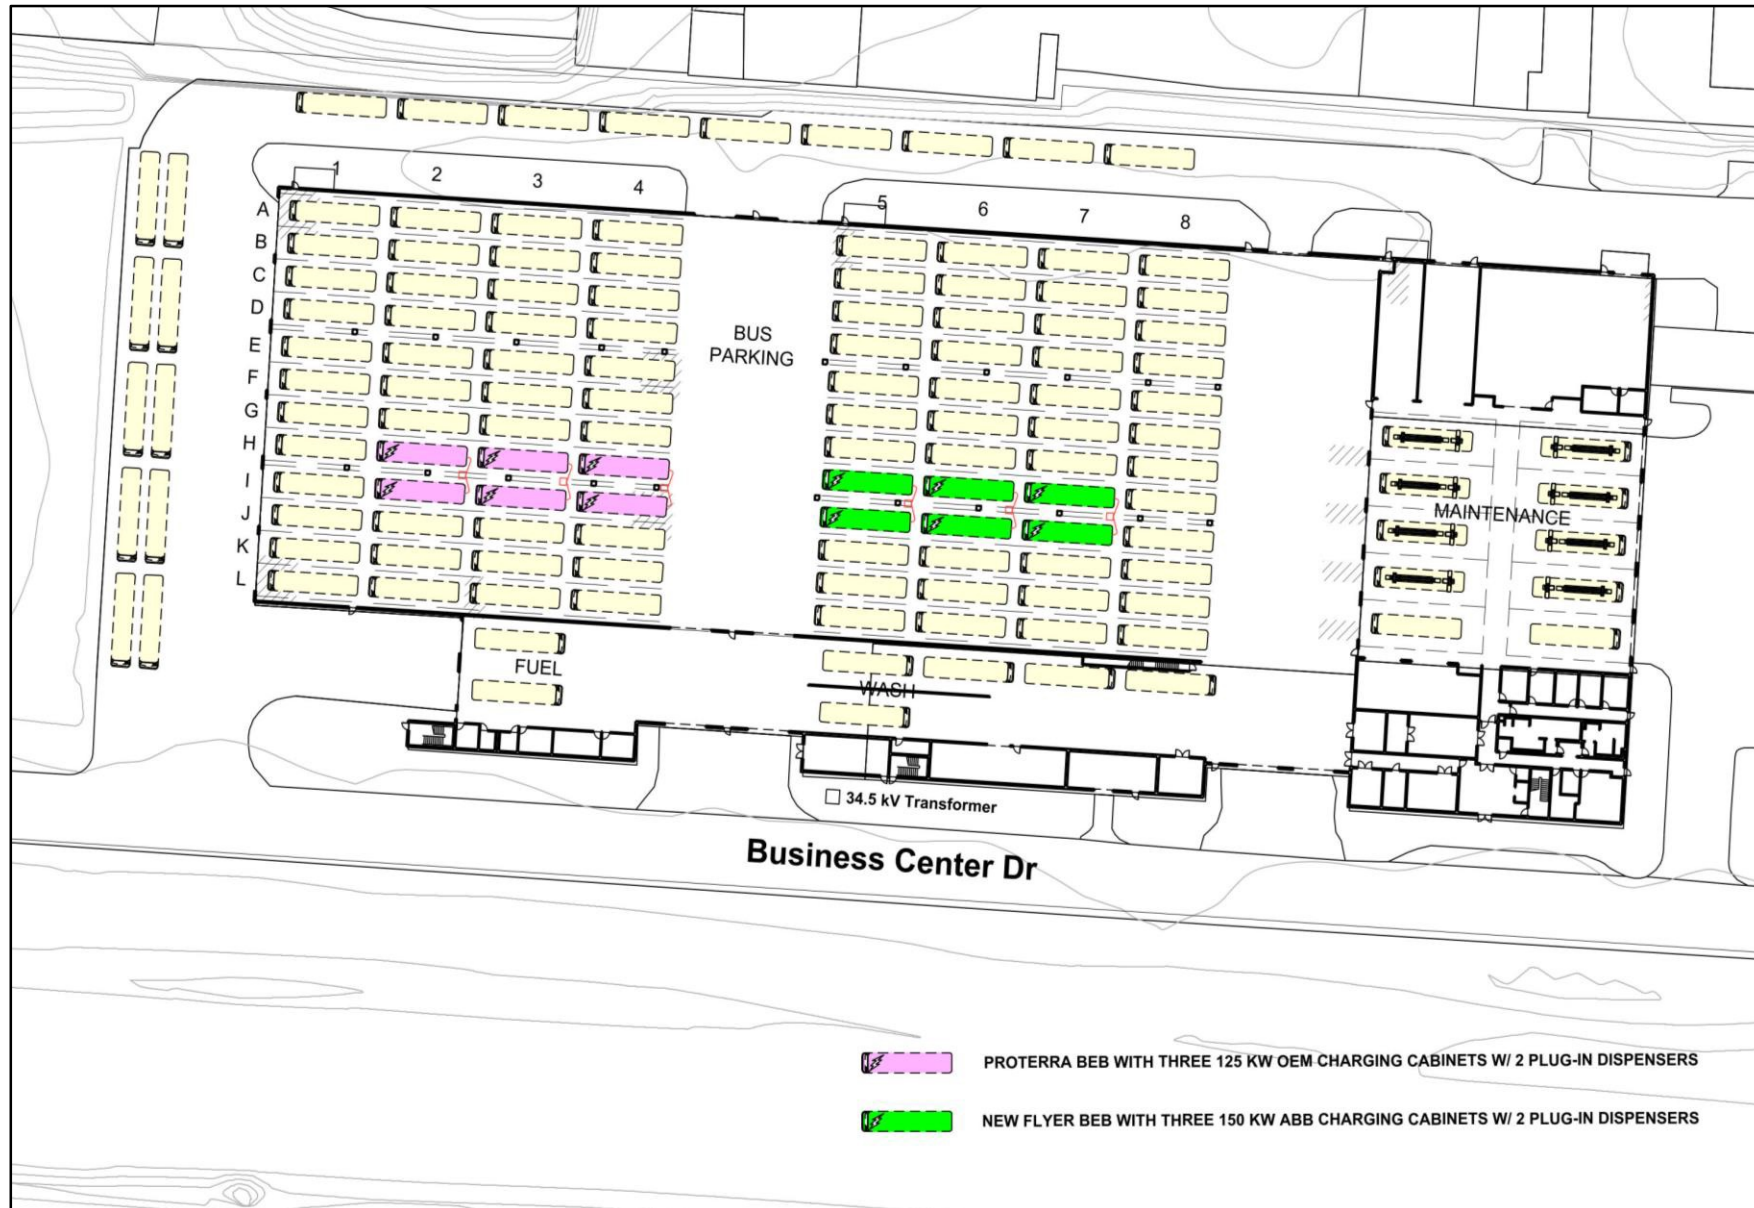 1
2
3
4
5
6
7
8
A
B
C
D
E
F
G
H
I
J
K
L
BUS
PARKING
MAINTENANCE
FUEL
WASH
34.5 kV Transformer
Business Center Dr
PROTERRA BEB WITH THREE 125 KW OEM CHARGING CABINETS W/ 2 PLUG-IN DISPENSERS
NEW FLYER BEB WITH THREE 150 KW ABB CHARGING CABINETS W/ 2 PLUG-IN DISPENSERS